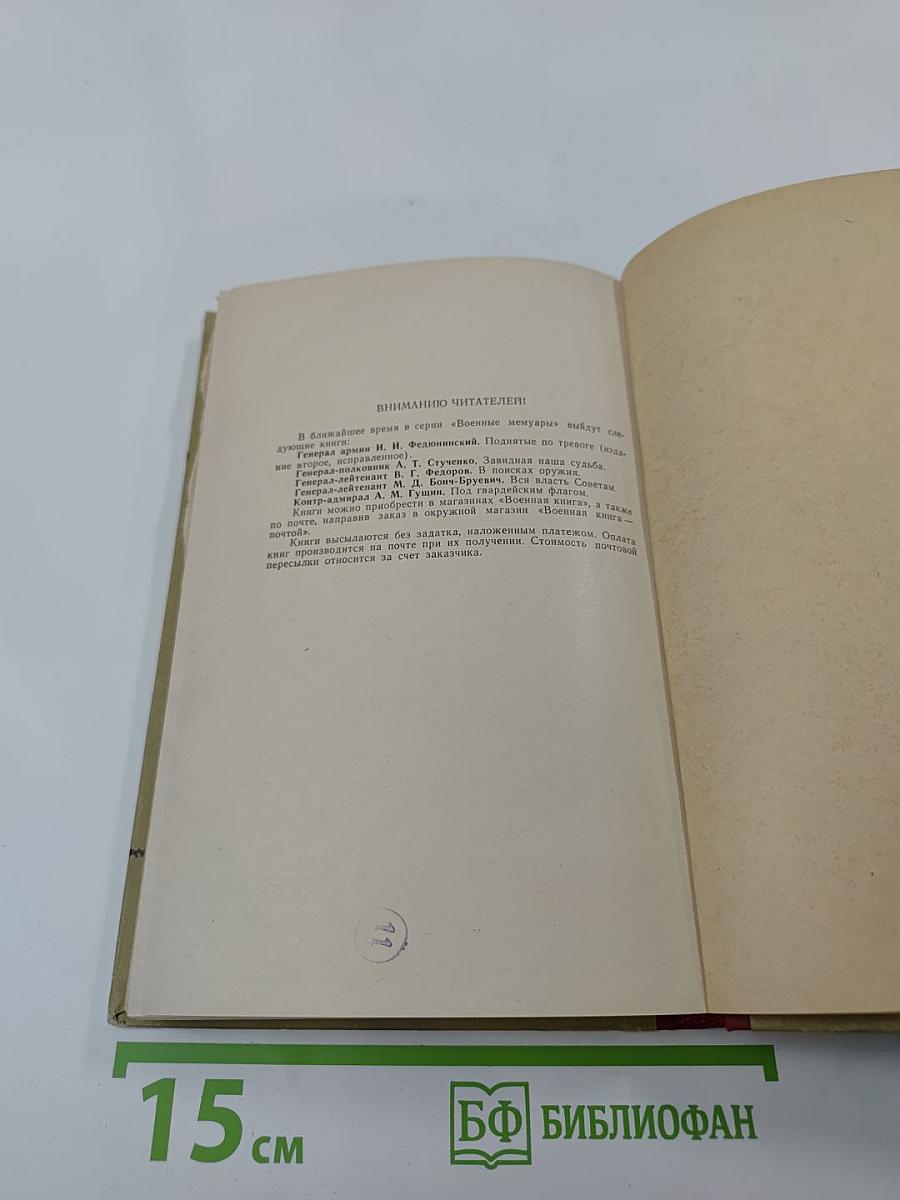 ВНИМАНИЮ ЧИТАТЕЛЕЙ!
В ближайшее время в серии «Военные мемуары» выйдут сле-
дующие книги:
Генерал армии И. И. Федюнинский. Поднятые по тревоге (изда-
ние второе, исправленное).
Генерал-полковник А. Т. Стученко. Завидная наша судьба.
Генерал-лейтенант В. Г. Федоров. В поисках оружия.
Генерал-лейтенант М. Д. Бонч-Бруевич. Вся власть Советам.
Контр-адмирал А. М. Гущин. Под гвардейским флагом.
Книги можно приобрести в магазинах «Военная книга», а также
по почте, направив заказ в окружной магазин «Военная книга —
почтой».
Книги высылаются без задатка, наложенным платежом. Оплата
книг производится на почте при их получении. Стоимость почтовой
пересылки относится за счет заказчика.
11
15 см
БФ БИБЛИОФАН